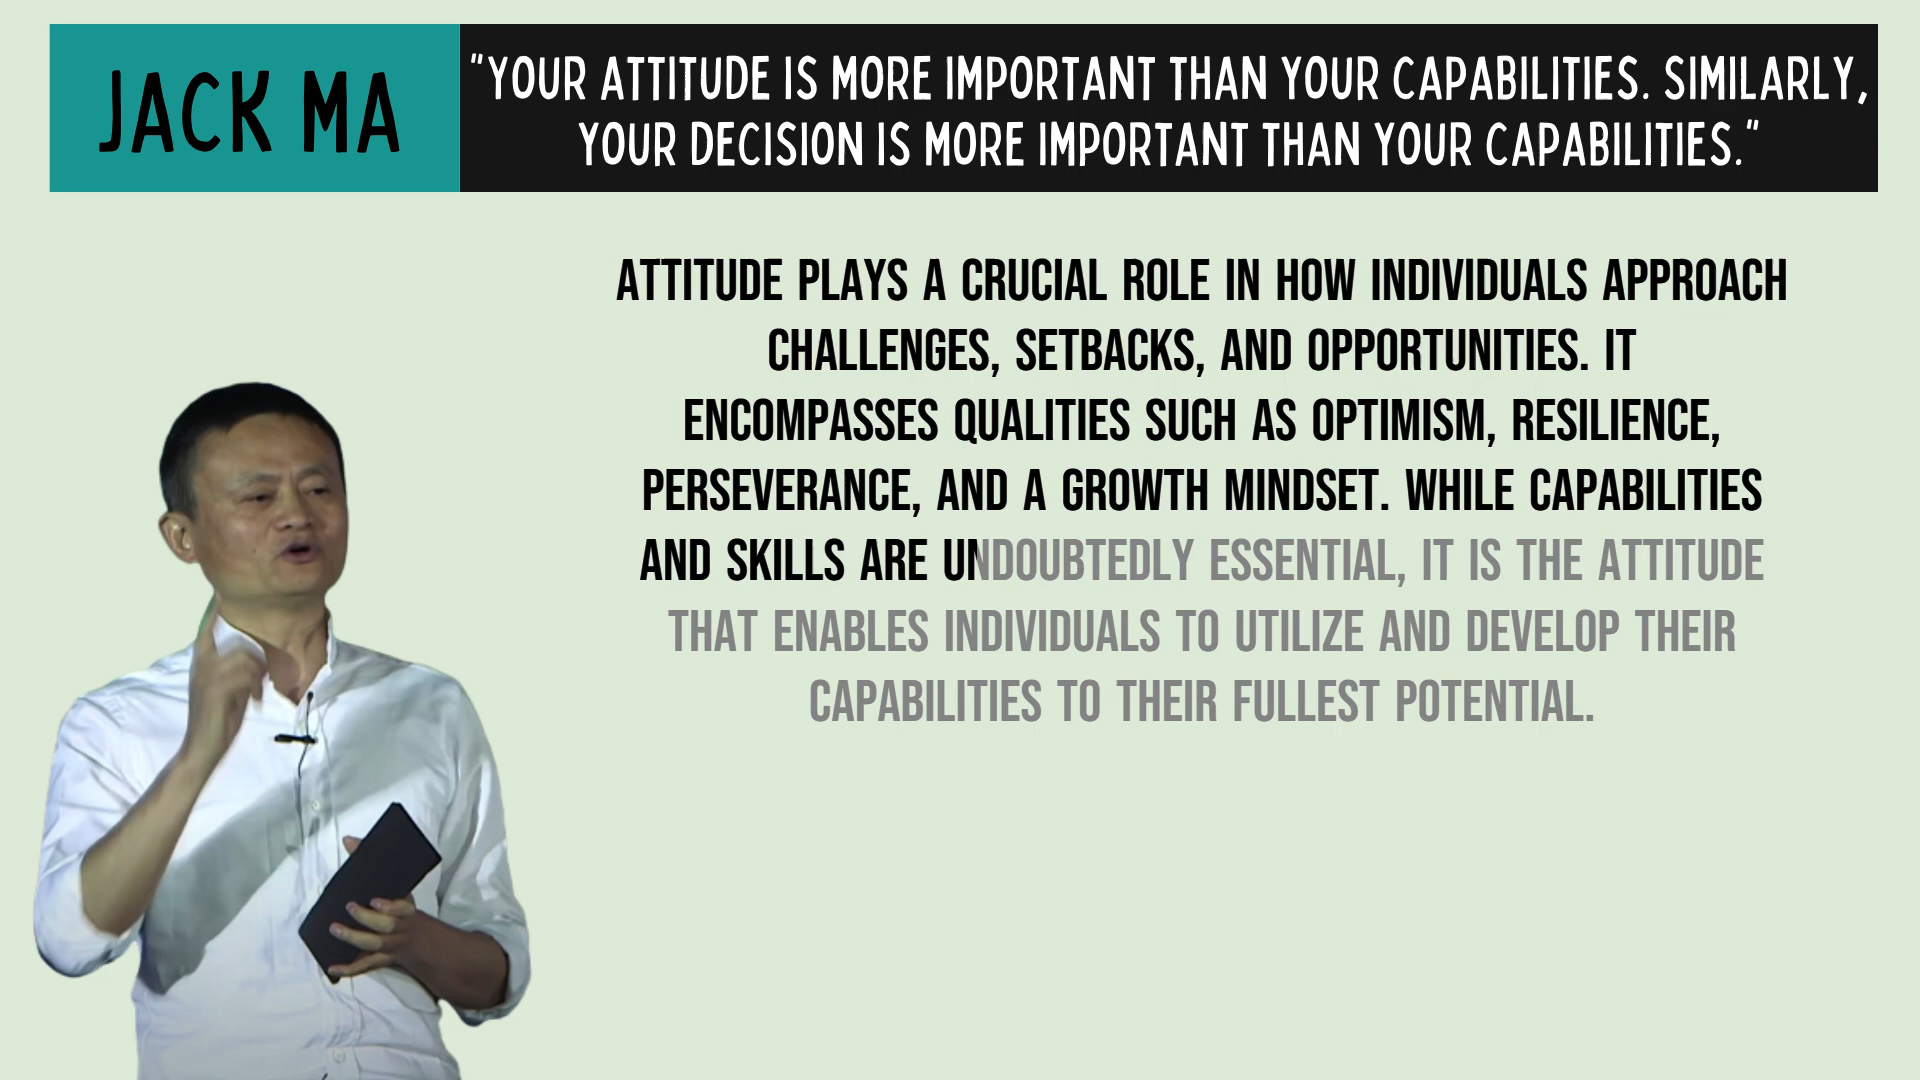 JACK MA
"YOUR ATTITUDE IS MORE IMPORTANT THAN YOUR CAPABILITIES. SIMILARLY,
YOUR DECISION IS MORE IMPORTANT THAN YOUR CAPABILITIES."
ATTITUDE PLAYS A CRUCIAL ROLE IN HOW INDIVIDUALS APPROACH
CHALLENGES, SETBACKS, AND OPPORTUNITIES. IT
ENCOMPASSES QUALITIES SUCH AS OPTIMISM, RESILIENCE,
PERSEVERANCE, AND A GROWTH MINDSET. WHILE CAPABILITIES
AND SKILLS ARE UNDOUBTEDLY ESSENTIAL, IT IS THE ATTITUDE
THAT ENABLES INDIVIDUALS TO UTILIZE AND DEVELOP THEIR
CAPABILITIES TO THEIR FULLEST POTENTIAL.